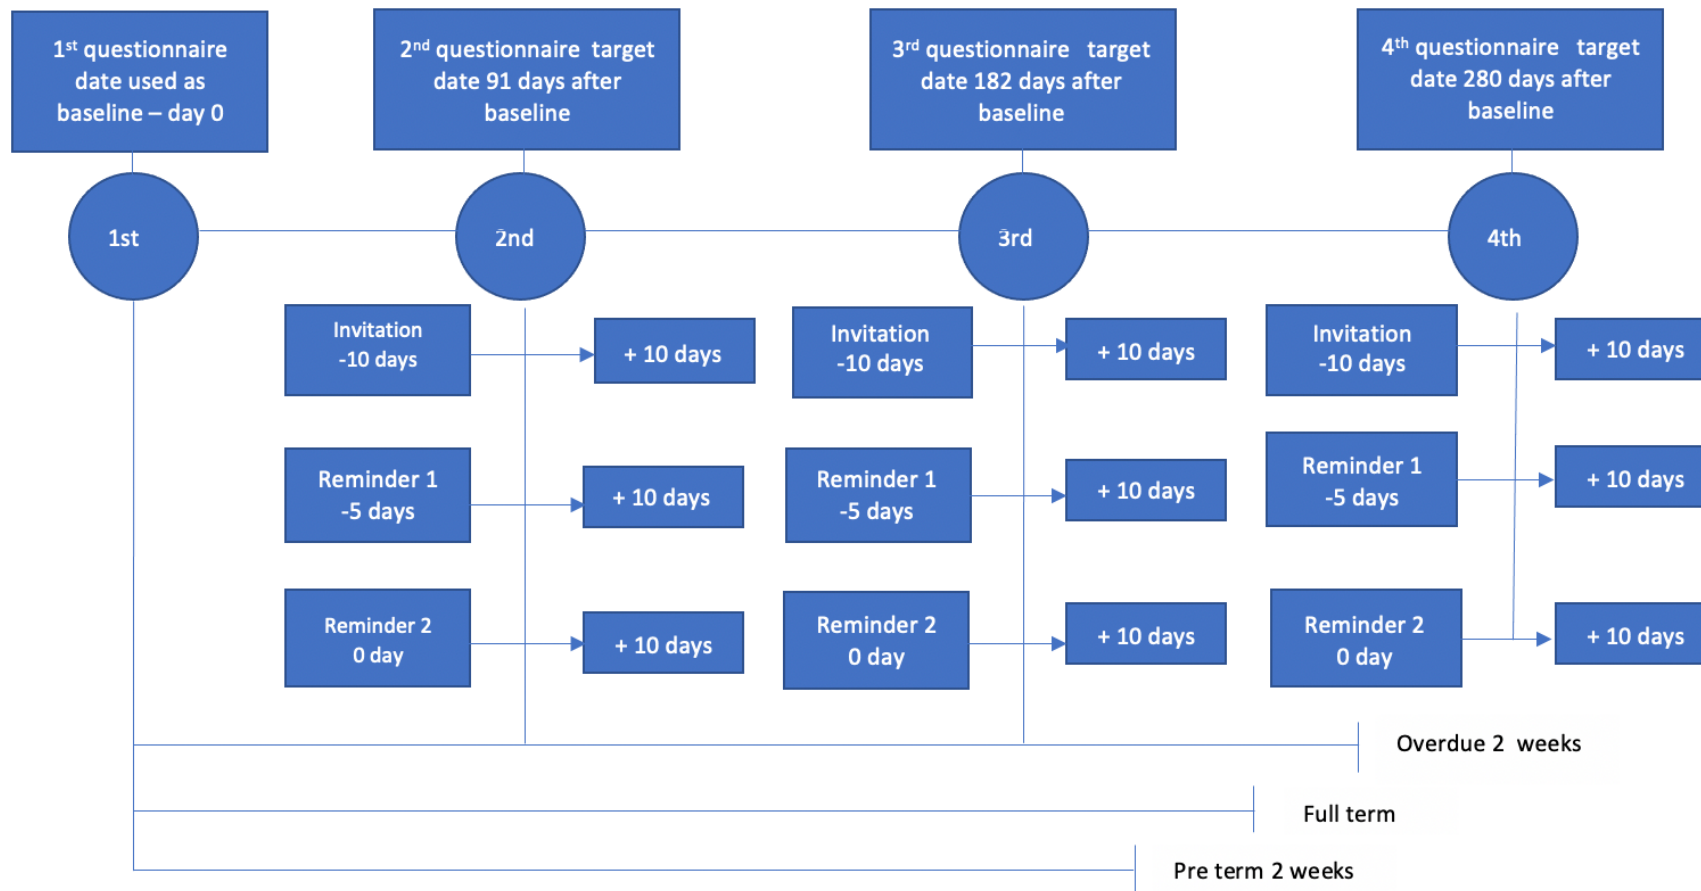 1st questionnaire
date used as
baseline – day 0
2nd questionnaire target
date 91 days after
baseline
3rd questionnaire target
date 182 days after
baseline
4th questionnaire target
date 280 days after
baseline
1st
2nd
3rd
4th
Invitation
-10 days
+ 10 days
Invitation
-10 days
+ 10 days
Invitation
-10 days
+ 10 days
Reminder 1
-5 days
+ 10 days
Reminder 1
-5 days
+ 10 days
Reminder 1
-5 days
+ 10 days
Reminder 2
0 day
+ 10 days
Reminder 2
0 day
+ 10 days
Reminder 2
0 day
+ 10 days
Overdue 2 weeks
Full term
Pre term 2 weeks